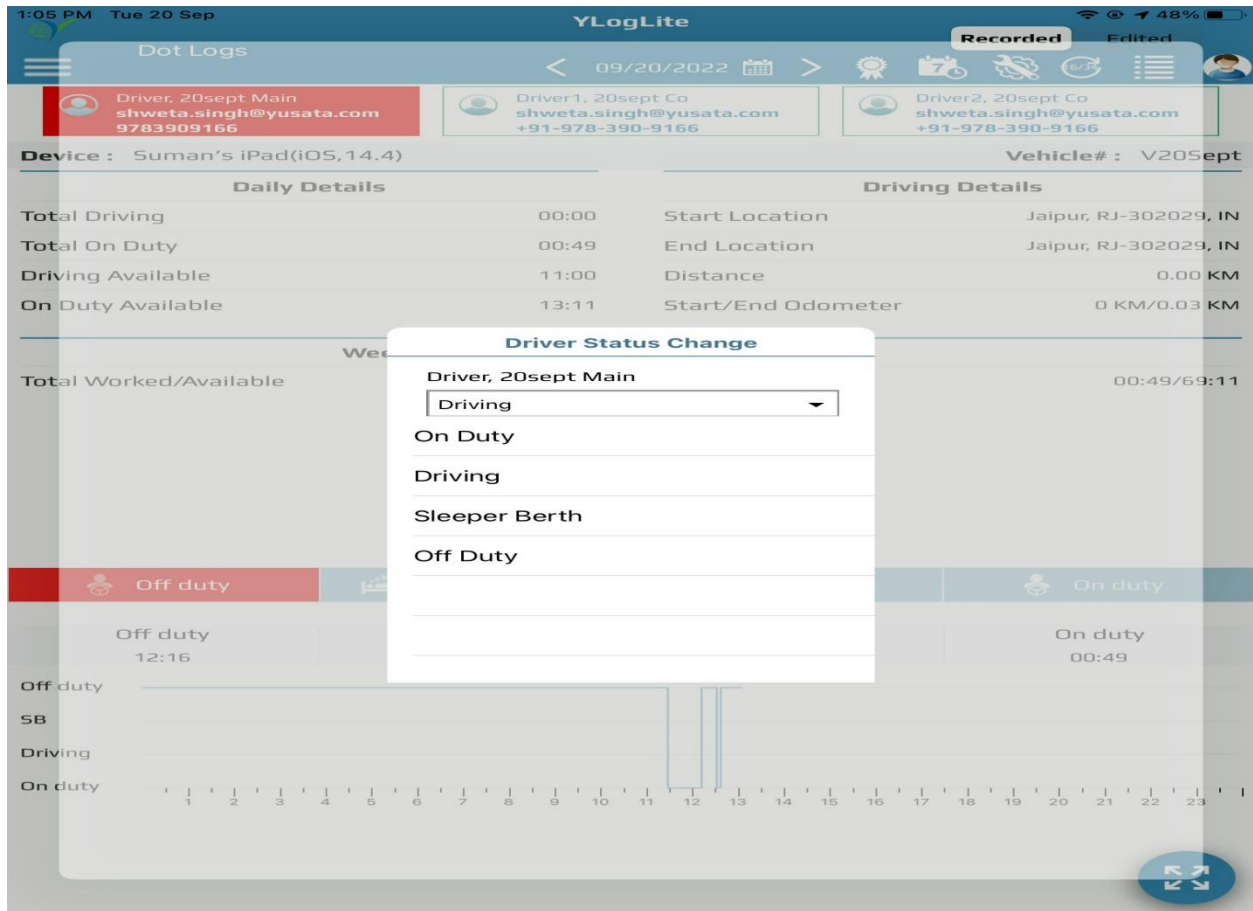 1:05 PM Tue 20 Sep
YLogLite
48%
Recorded
Edited
Dot Logs
09/20/2022
7
Driver, 20sept Main
shweta.singh@yusata.com
9783909166
Driver1, 20sept Co
shweta.singh@yusata.com
+91-978-390-9166
Driver2, 20sept Co
shweta.singh@yusata.com
+91-978-390-9166
Device : Suman's iPad(iOS,14.4)
Vehicle# : V20Sept
Daily Details
Driving Details
Total Driving 00:00
Start Location Jaipur, RJ-302029, IN
Total On Duty 00:49
End Location Jaipur, RJ-302029, IN
Driving Available 11:00
Distance 0.00 KM
On Duty Available 13:11
Start/End Odometer 0 KM/0.03 KM
Wee
Total Worked/Available 00:49/69:11
Driver Status Change
Driver, 20sept Main
Driving
On Duty
Driving
Sleeper Berth
Off Duty
Off duty
On duty
Off duty
12:16
On duty
00:49
Off duty
SB
Driving
On duty
1 2 3 4 5 6 7 8 9 10 11 12 13 14 15 16 17 18 19 20 21 22 23